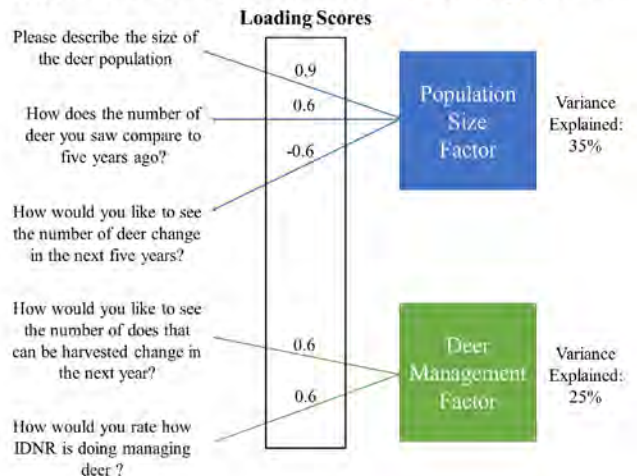 Loading Scores
Please describe the size of
the deer population
How does the number of
deer you saw compare to
five years ago?
How would you like to see
the number of deer change
in the next five years?
0.9
0.6
-0.6
Population
Size
Factor
Variance
Explained:
35%
How would you like to see
the number of does that
can be harvested change in
the next year?
How would you rate how
IDNR is doing managing
deer ?
0.6
0.6
Deer
Management
Factor
Variance
Explained:
25%